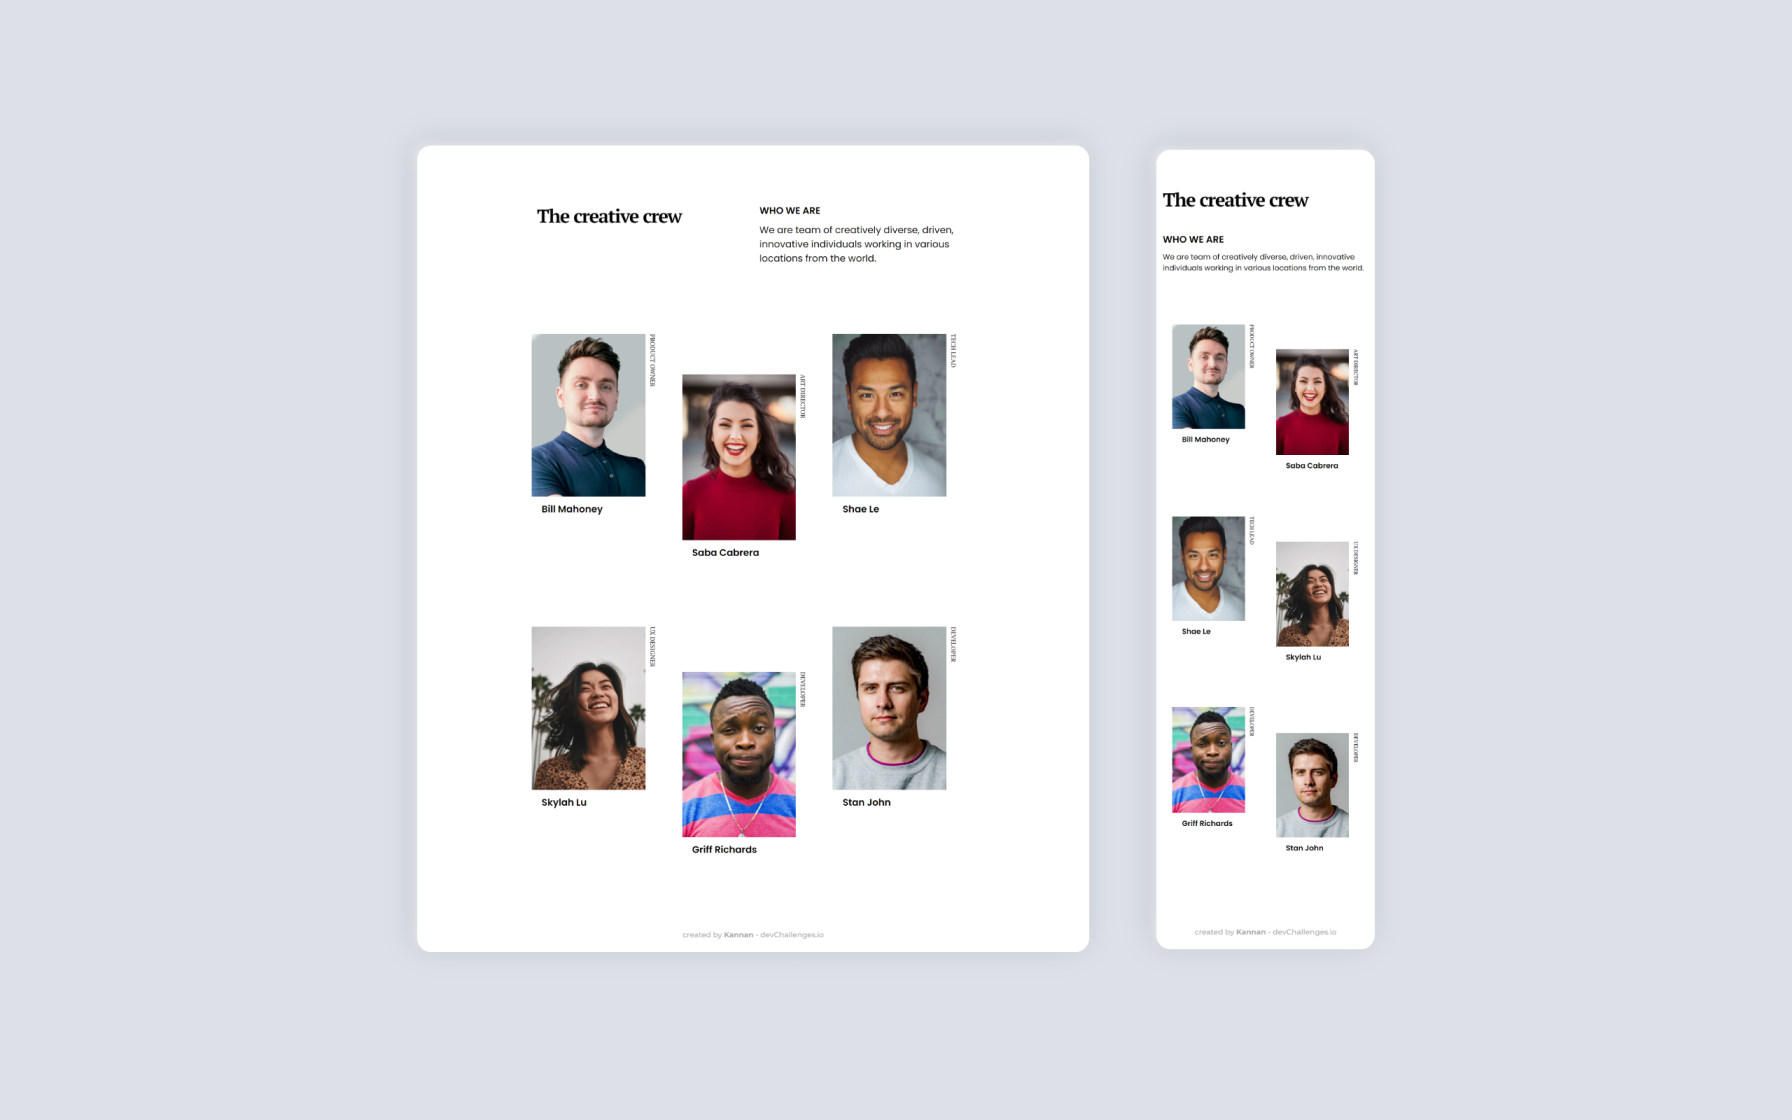 The creative crew
WHO WE ARE
We are team of creatively diverse, driven,
innovative individuals working in various
locations from the world.
PRODUCT OWNER
Bill Mahoney
ART DIRECTOR
Saba Cabrera
TECH LEAD
Shae Le
UX DESIGNER
Skylah Lu
DEVELOPER
Griff Richards
DEVELOPER
Stan John
created by Kannan - devChallenges.io
The creative crew
WHO WE ARE
We are team of creatively diverse, driven, innovative
individuals working in various locations from the world.
PRODUCT OWNER
Bill Mahoney
ART DIRECTOR
Saba Cabrera
TECH LEAD
Shae Le
UX DESIGNER
Skylah Lu
DEVELOPER
Griff Richards
DEVELOPER
Stan John
created by Kannan - devChallenges.io